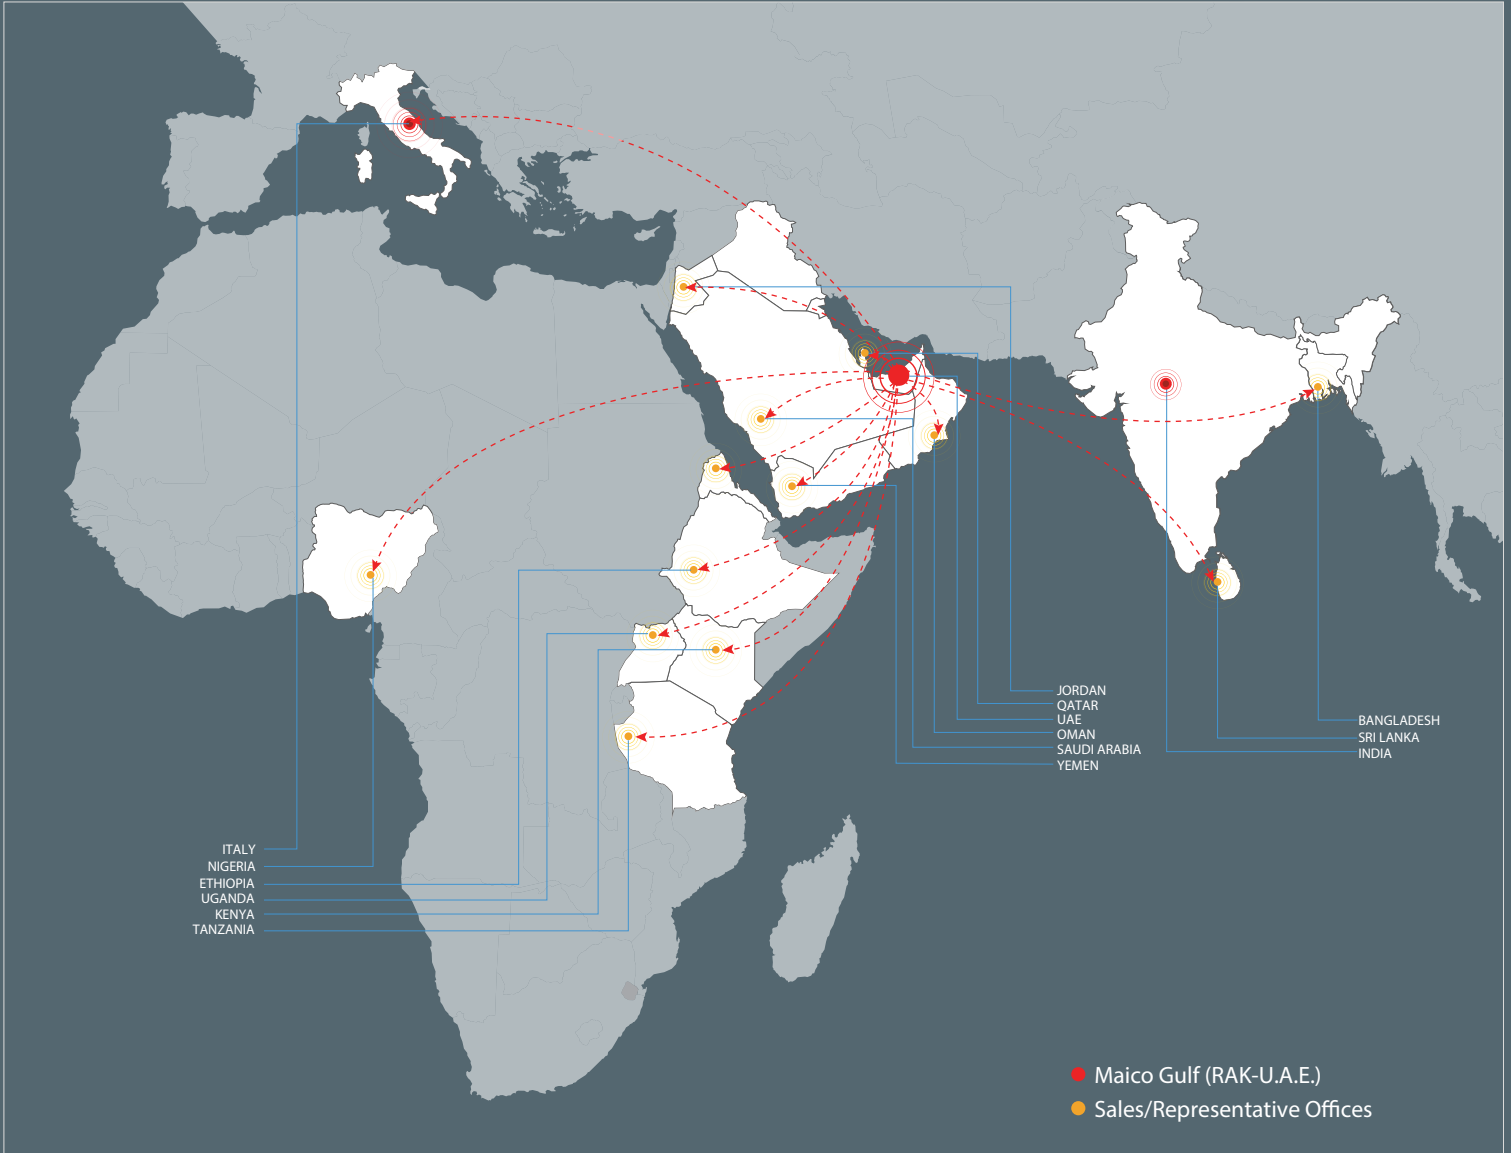 JORDAN
QATAR
UAE
OMAN
SAUDI ARABIA
YEMEN
BANGLADESH
SRI LANKA
INDIA
ITALY
NIGERIA
ETHIOPIA
UGANDA
KENYA
TANZANIA
Maico Gulf (RAK-U.A.E.)
Sales/Representative Offices